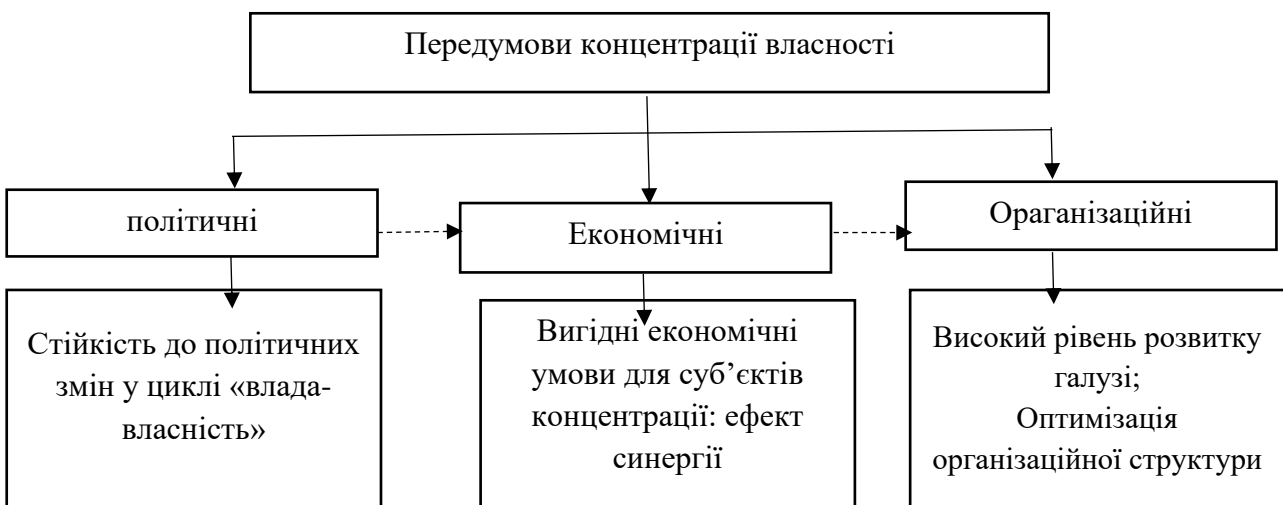 Передумови концентрації власності
політичні
Економічні
Ораганізаційні
Стійкість до політичних
змін у циклі «влада-
власність»
Вигідні економічні
умови для суб’єктів
концентрації: ефект
синергії
Високий рівень розвитку
галузі;
Оптимізація
організаційної структури